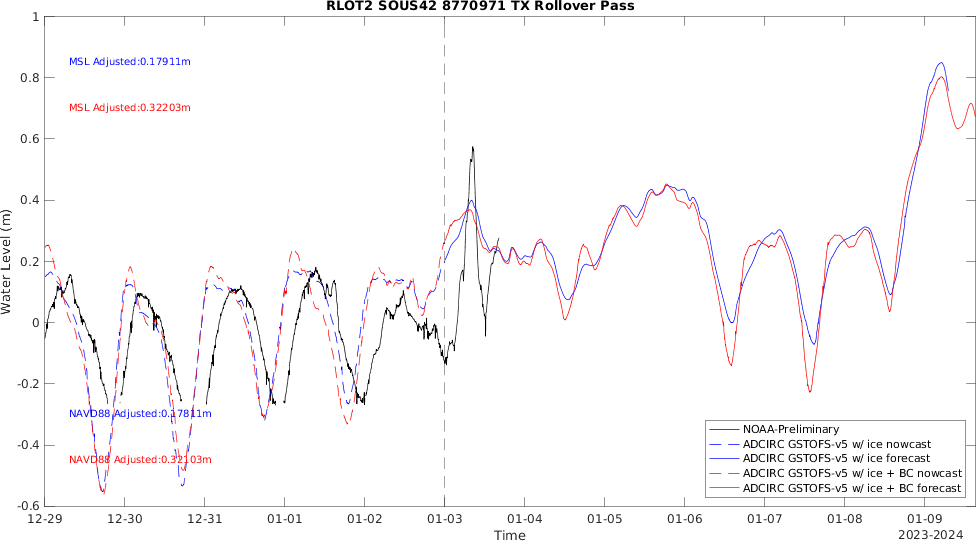 RLOT2 SOUS42 8770971 TX Rollover Pass
1
0.8
0.6
0.4
0.2
0
-0.2
-0.4
-0.6
Water Level (m)
MSL Adjusted:0.17911m
MSL Adjusted:0.32203m
NAVD88 Adjusted:0.17811m
NAVD88 Adjusted:0.32103m
NOAA-Preliminary
ADCIRC GSTOFS-v5 w/ ice nowcast
ADCIRC GSTOFS-v5 w/ ice forecast
ADCIRC GSTOFS-v5 w/ ice + BC nowcast
ADCIRC GSTOFS-v5 w/ ice + BC forecast
12-29 12-30 12-31 01-01 01-02 01-03 01-04 01-05 01-06 01-07 01-08 01-09
Time
2023-2024